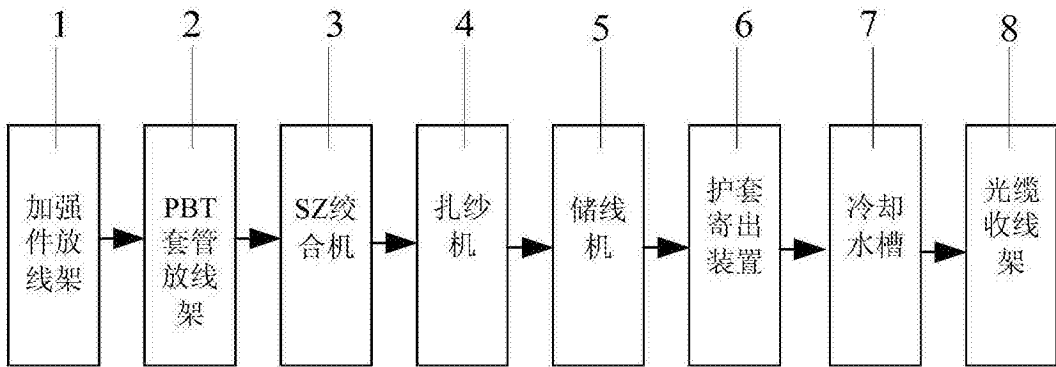 1 2 3 4 5 6 7 8
加强
件放
线架
PBT
套管
放线
架
SZ绞
合机
扎纱
机
储线
机
护套
寄出
装置
冷却
水槽
光缆
收线
架